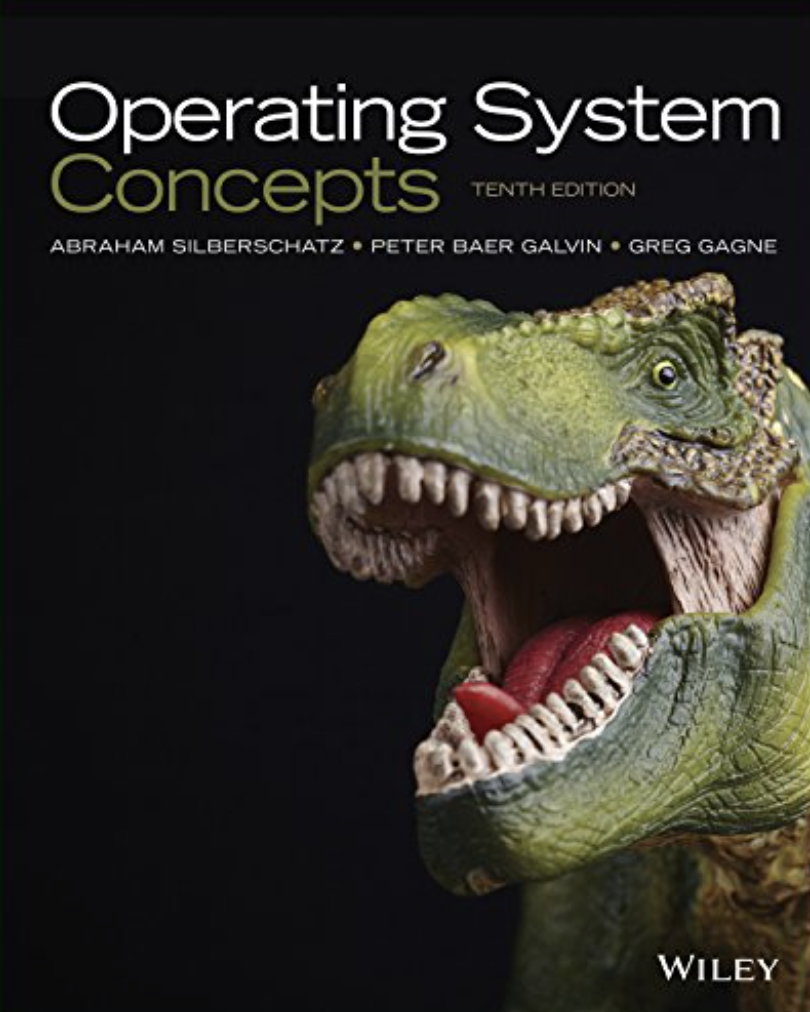 Operating System
Concepts TENTH EDITION
ABRAHAM SILBERSCHATZ • PETER BAER GALVIN • GREG GAGNE
WILEY